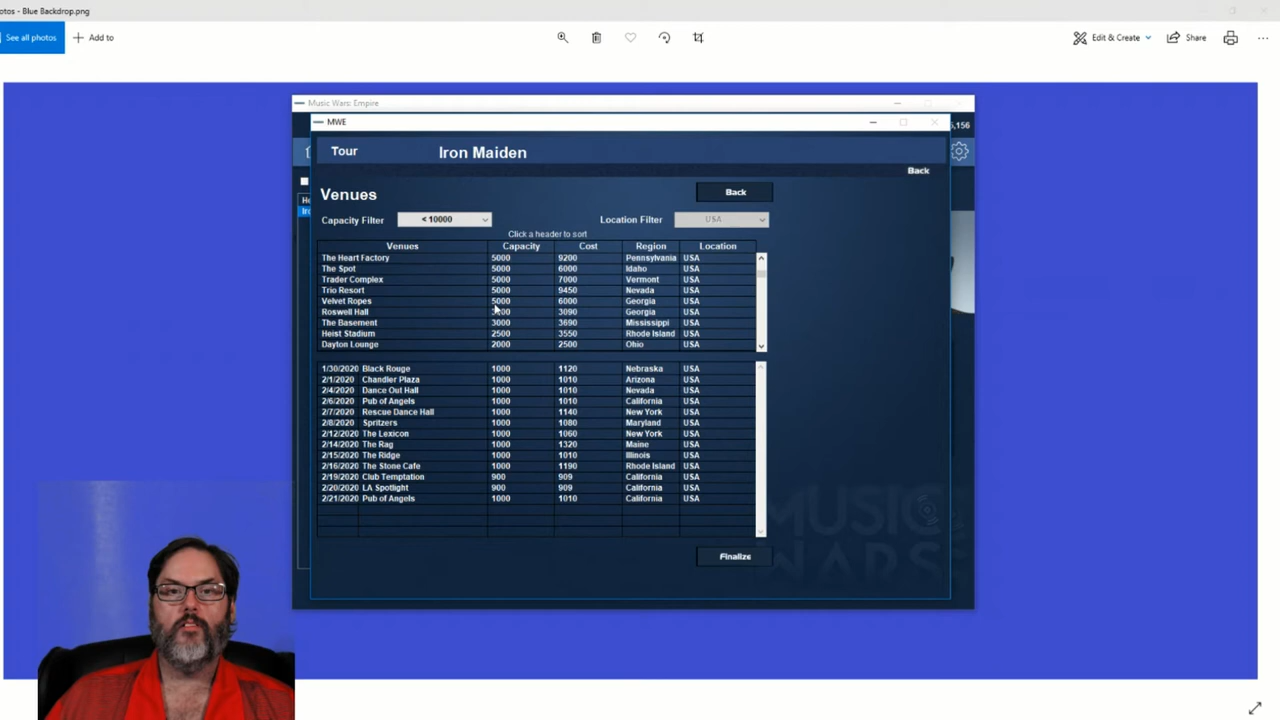 otos - Blue Backdrop.png
See all photos
Add to
Edit & Create
Share
Music Wars: Empire
MWE
5,156
Tour Iron Maiden
Back
Venues
Back
Capacity Filter < 10000 Location Filter USA
Click a header to sort
Venues Capacity Cost Region Location
The Heart Factory 5000 9200 Pennsylvania USA
The Spot 5000 6000 Idaho USA
Trader Complex 5000 7000 Vermont USA
Trio Resort 5000 9450 Nevada USA
Velvet Ropes 5000 6000 Georgia USA
Roswell Hall 3090 Georgia USA
The Basement 3000 3690 Mississippi USA
Heist Stadium 2500 3550 Rhode Island USA
Dayton Lounge 2000 2500 Ohio USA
1/30/2020 Black Rouge 1000 1120 Nebraska USA
2/1/2020 Chandler Plaza 1000 1010 Arizona USA
2/4/2020 Dance Out Hall 1000 1010 Nevada USA
2/6/2020 Pub of Angels 1000 1010 California USA
2/7/2020 Rescue Dance Hall 1000 1140 New York USA
2/8/2020 Spritzers 1000 1080 Maryland USA
2/12/2020 The Lexicon 1000 1060 New York USA
2/14/2020 The Rag 1000 1320 Maine USA
2/15/2020 The Ridge 1000 1010 Illinois USA
2/16/2020 The Stone Cafe 1000 1190 Rhode Island USA
2/19/2020 Club Temptation 900 909 California USA
2/20/2020 LA Spotlight 900 909 California USA
2/21/2020 Pub of Angels 1000 1010 California USA
MUSIC
WARS
Finalize